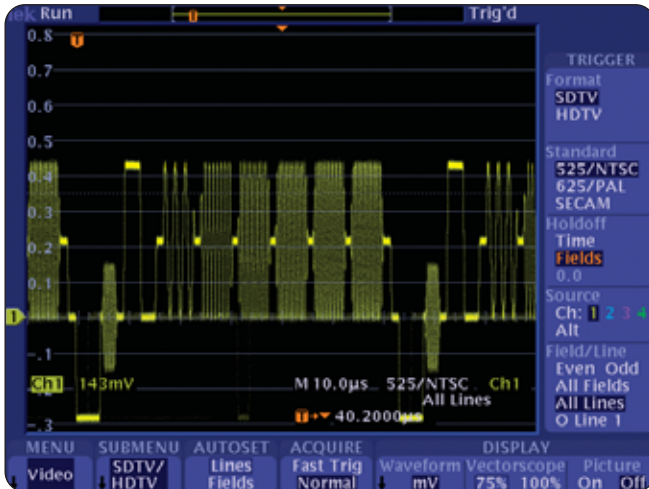 Tek Run
Trig'd
T
0.8
0.7
0.6
0.5
0.4
0.3
0.2
0.1
1
-.1
-.3
Ch1 143mV
M 10.0µs 525/NTSC Ch1
All Lines
T 40.2000µs
TRIGGER
Format
SDTV
HDTV
Standard
525/NTSC
625/PAL
SECAM
Holdoff
Time
Fields
0.0
Source
Ch: 1 2 3 4
Alt
Field/Line
Even Odd
All Fields
All Lines
O Line 1
MENU SUBMENU AUTOSET ACQUIRE DISPLAY
Video
SDTV/
HDTV
Lines
Fields
Fast Trig
Normal
Waveform
mV
Vectorscope
75% 100%
Picture
On Off